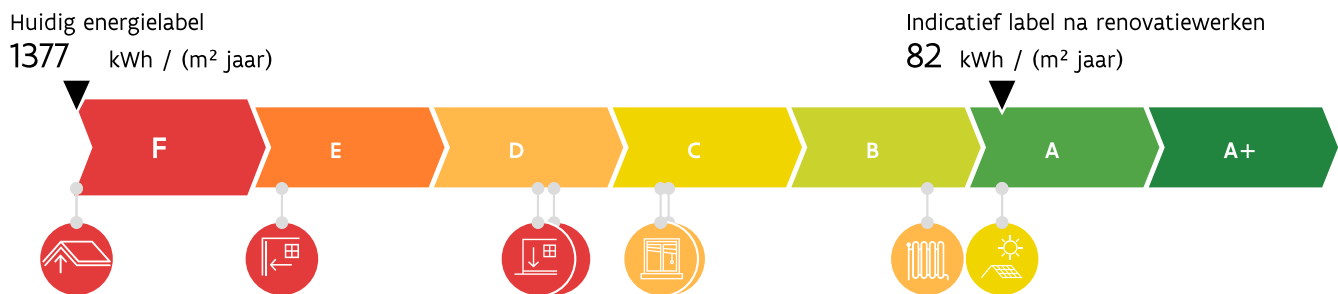 Huidig energielabel
1377 kWh / (m² jaar)
Indicatief label na renovatiewerken
82 kWh / (m² jaar)
F E D C B A A+